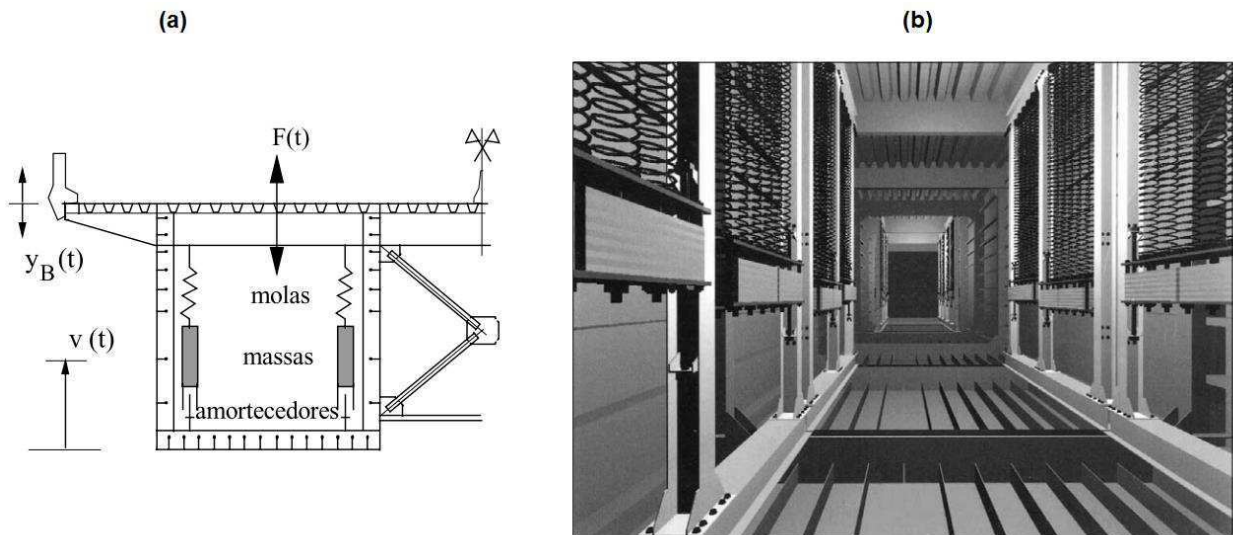 (a)
(b)
F(t)
y_B (t)
molas
v (t)
massas
amortecedores